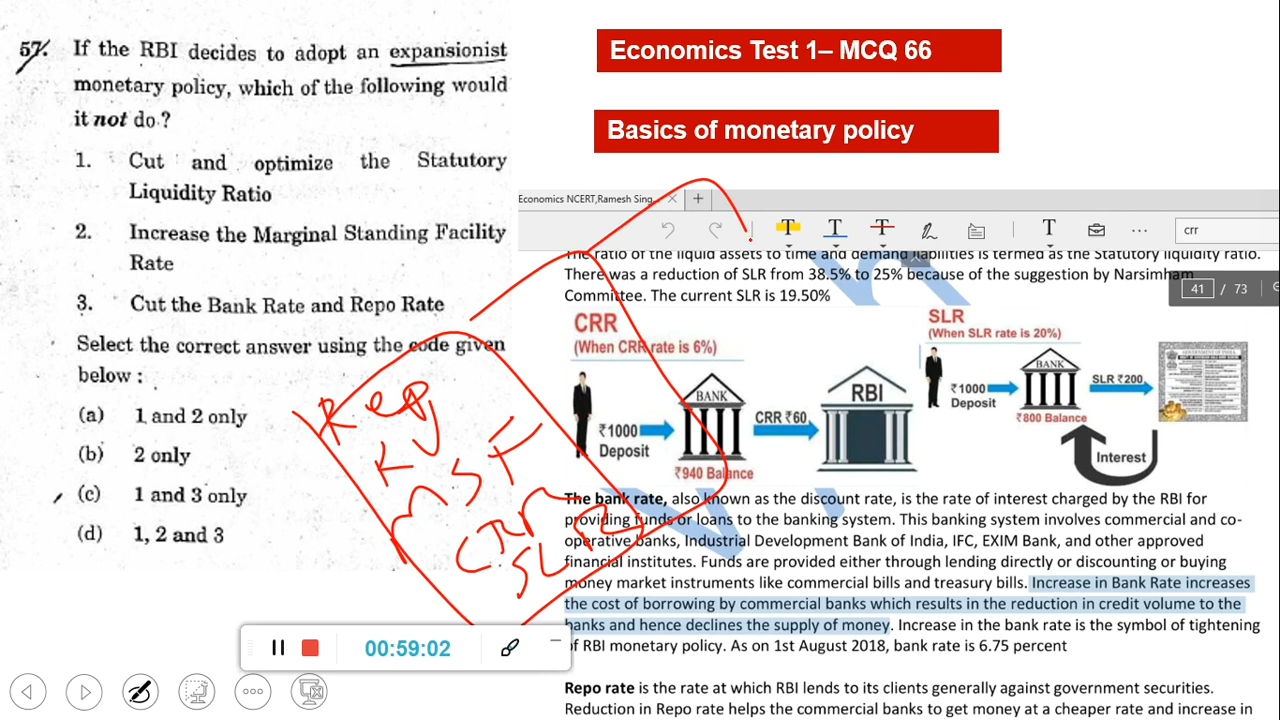 57.
If the RBI decides to adopt an expansionist
monetary policy, which of the following would
it not do ?
1. Cut and optimize the Statutory
Liquidity Ratio
2. Increase the Marginal Standing Facility
Rate
3. Cut the Bank Rate and Repo Rate
Select the correct answer using the code given
below :
(a) 1 and 2 only
(b) 2 only
(c) 1 and 3 only
(d) 1, 2 and 3
Economics Test 1– MCQ 66
Basics of monetary policy
Economics NCERT,Ramesh Sing
crr
41 / 73
The ratio of the liquid assets to time and demand liabilities is termed as the Statutory liquidity ratio.
There was a reduction of SLR from 38.5% to 25% because of the suggestion by Narsimham
Committee. The current SLR is 19.50%
CRR
(When CRR rate is 6%)
₹1000
Deposit
BANK
₹940 Balance
CRR ₹60
RBI
SLR
(When SLR rate is 20%)
₹1000
Deposit
BANK
₹800 Balance
SLR ₹200
Interest
MSF
CRR
SLR
The bank rate, also known as the discount rate, is the rate of interest charged by the RBI for
providing funds or loans to the banking system. This banking system involves commercial and co-
operative banks, Industrial Development Bank of India, IFC, EXIM Bank, and other approved
financial institutes. Funds are provided either through lending directly or discounting or buying
money market instruments like commercial bills and treasury bills. Increase in Bank Rate increases
the cost of borrowing by commercial banks which results in the reduction in credit volume to the
banks and hence declines the supply of money. Increase in the bank rate is the symbol of tightening
of RBI monetary policy. As on 1st August 2018, bank rate is 6.75 percent
Repo rate is the rate at which RBI lends to its clients generally against government securities.
Reduction in Repo rate helps the commercial banks to get money at a cheaper rate and increase in
00:59:02